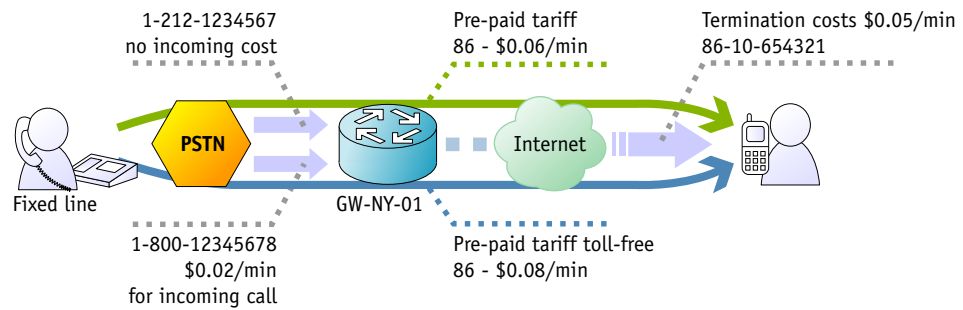 1-212-1234567
no incoming cost
Pre-paid tariff
86 - $0.06/min
Termination costs $0.05/min
86-10-654321
PSTN
Internet
Fixed line
GW-NY-01
1-800-12345678
$0.02/min
for incoming call
Pre-paid tariff toll-free
86 - $0.08/min